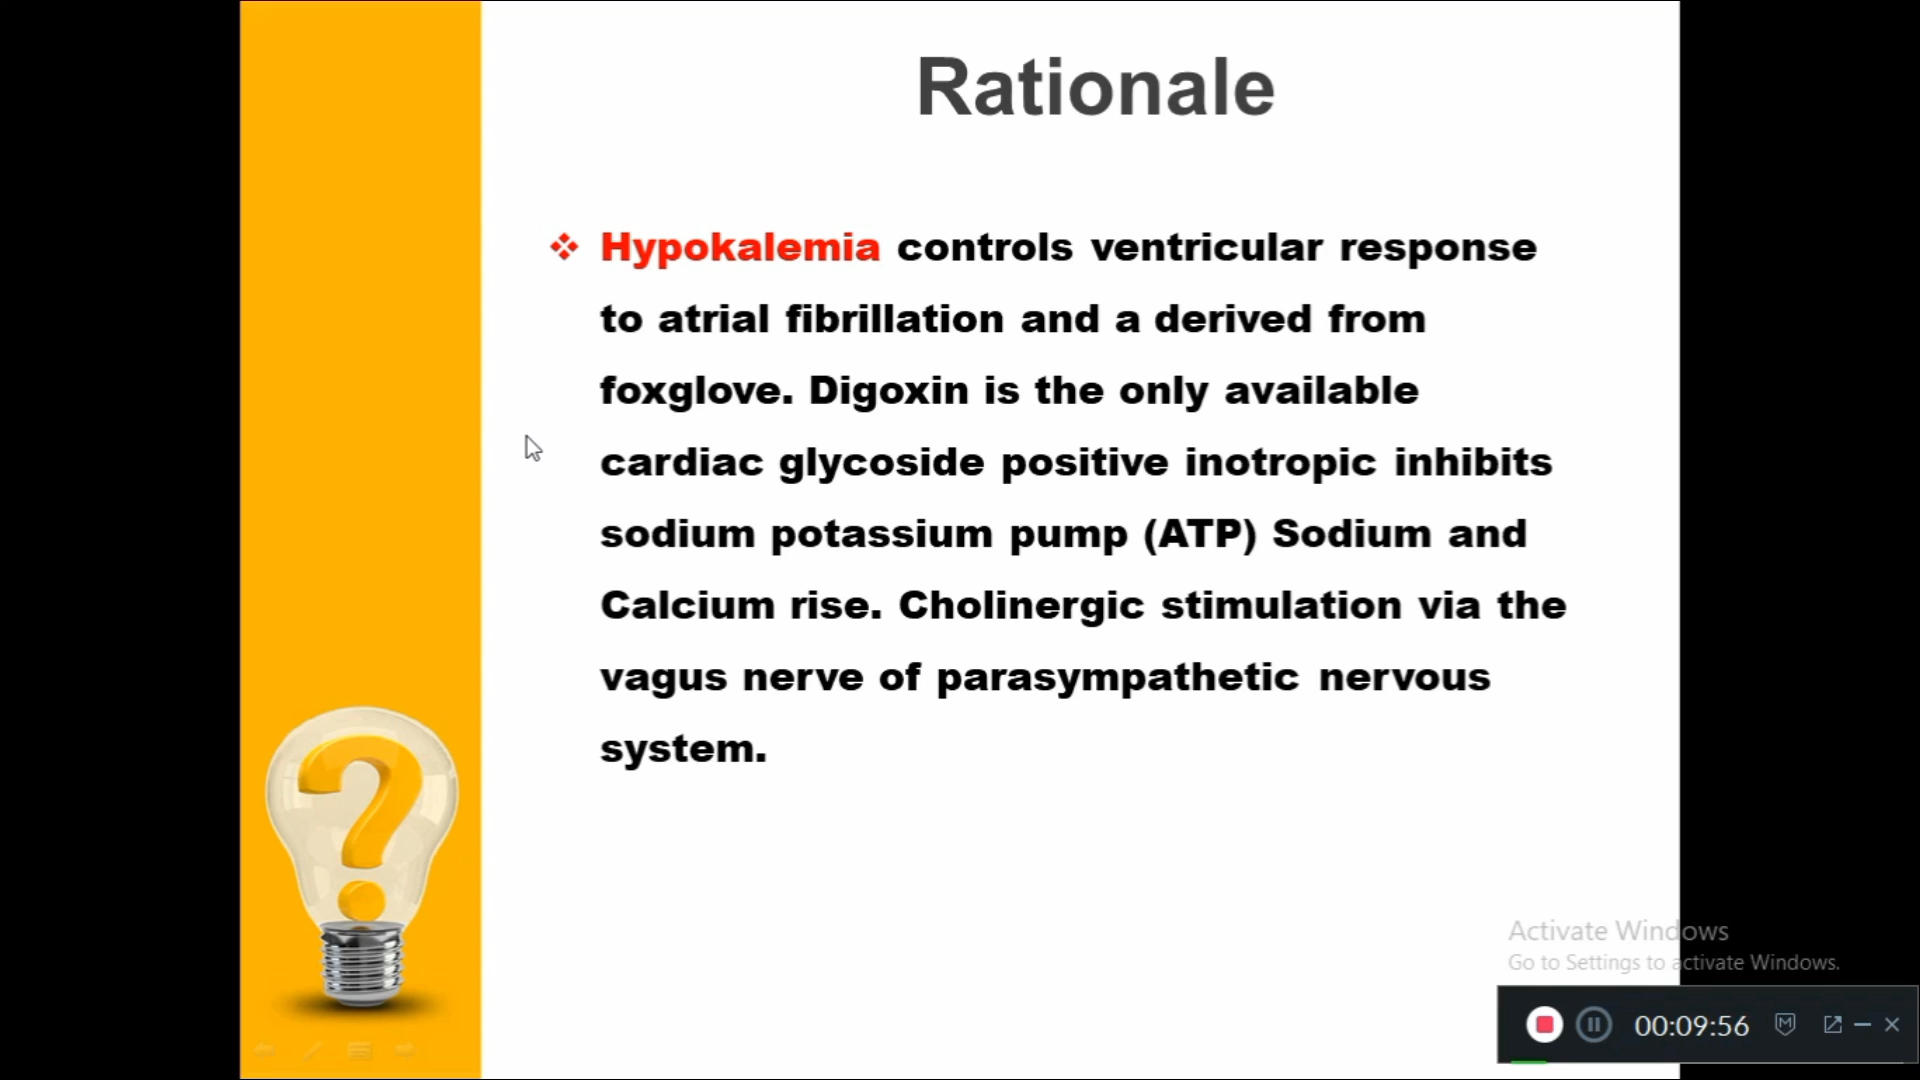 Rationale
Hypokalemia controls ventricular response
to atrial fibrillation and a derived from
foxglove. Digoxin is the only available
cardiac glycoside positive inotropic inhibits
sodium potassium pump (ATP) Sodium and
Calcium rise. Cholinergic stimulation via the
vagus nerve of parasympathetic nervous
system.
Activate Windows
Go to Settings to activate Windows.
00:09:56